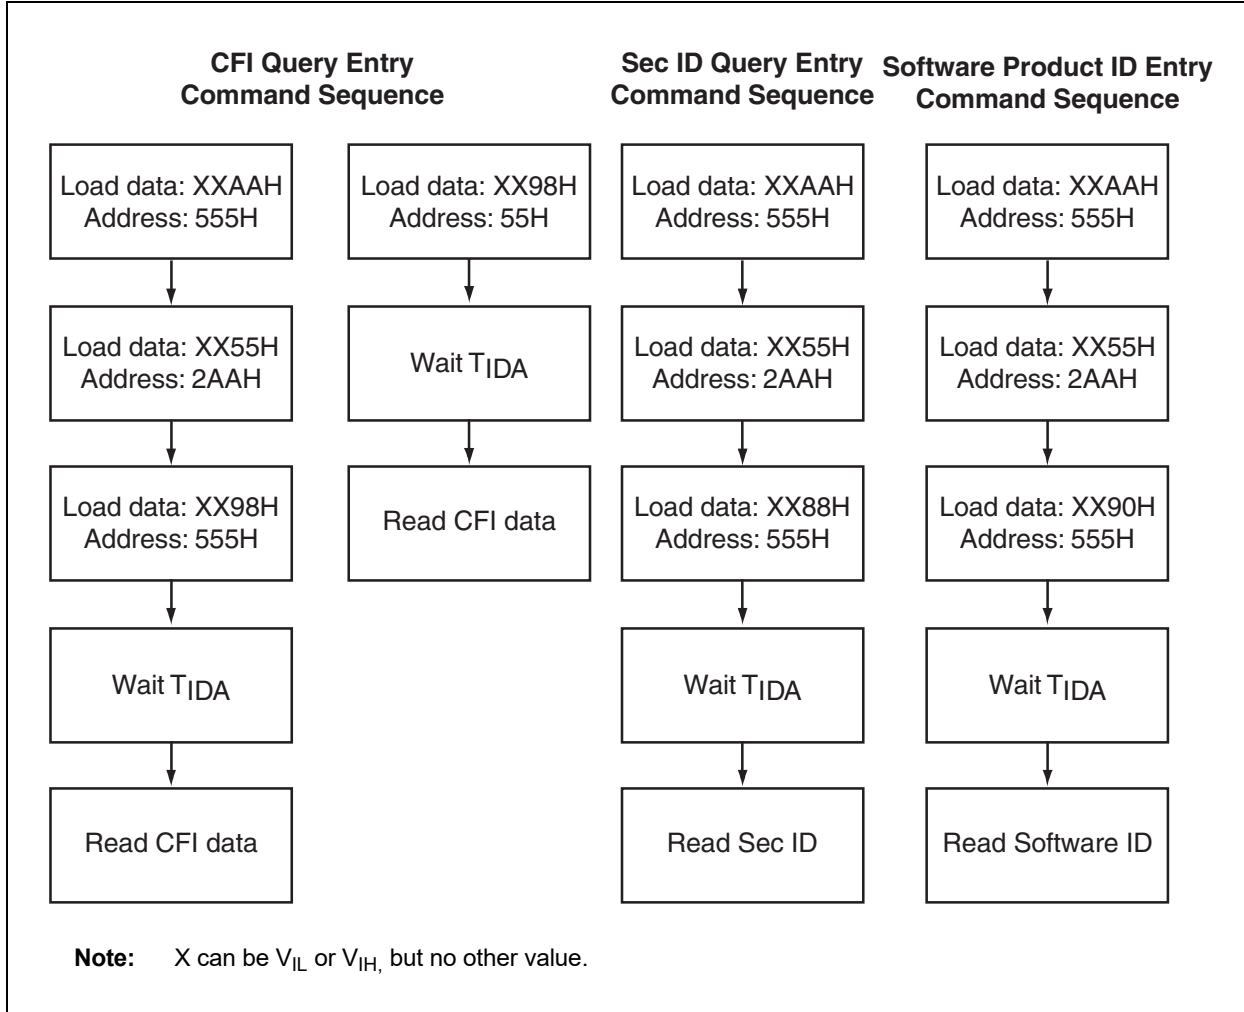 CFI Query Entry
Command Sequence
Load data: XXAAH
Address: 555H
Load data: XX55H
Address: 2AAH
Load data: XX98H
Address: 555H
Wait TIDA
Read CFI data
Load data: XX98H
Address: 55H
Wait TIDA
Read CFI data
Sec ID Query Entry
Command Sequence
Load data: XXAAH
Address: 555H
Load data: XX55H
Address: 2AAH
Load data: XX88H
Address: 555H
Wait TIDA
Read Sec ID
Software Product ID Entry
Command Sequence
Load data: XXAAH
Address: 555H
Load data: XX55H
Address: 2AAH
Load data: XX90H
Address: 555H
Wait TIDA
Read Software ID
Note: X can be VIL or VIH, but no other value.